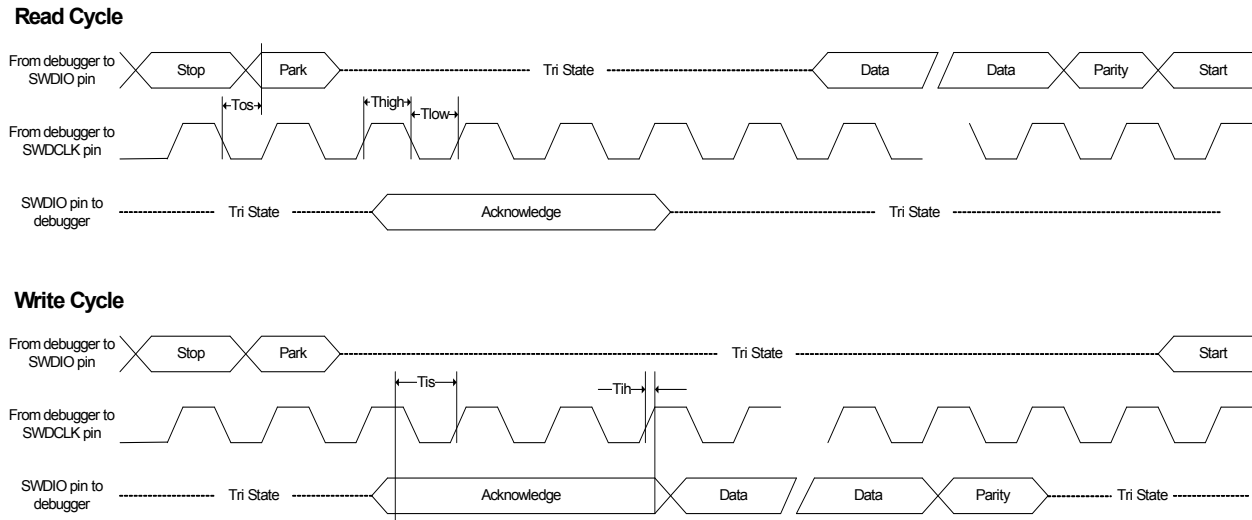 Read Cycle
From debugger to
SWDIO pin
Stop
Park
Tri State
Data
Data
Parity
Start
Tos
Thigh
Tlow
From debugger to
SWDCLK pin
SWDIO pin to
debugger
Tri State
Acknowledge
Tri State
Write Cycle
From debugger to
SWDIO pin
Stop
Park
Tri State
Start
Tis
Tih
From debugger to
SWDCLK pin
SWDIO pin to
debugger
Tri State
Acknowledge
Data
Data
Parity
Tri State